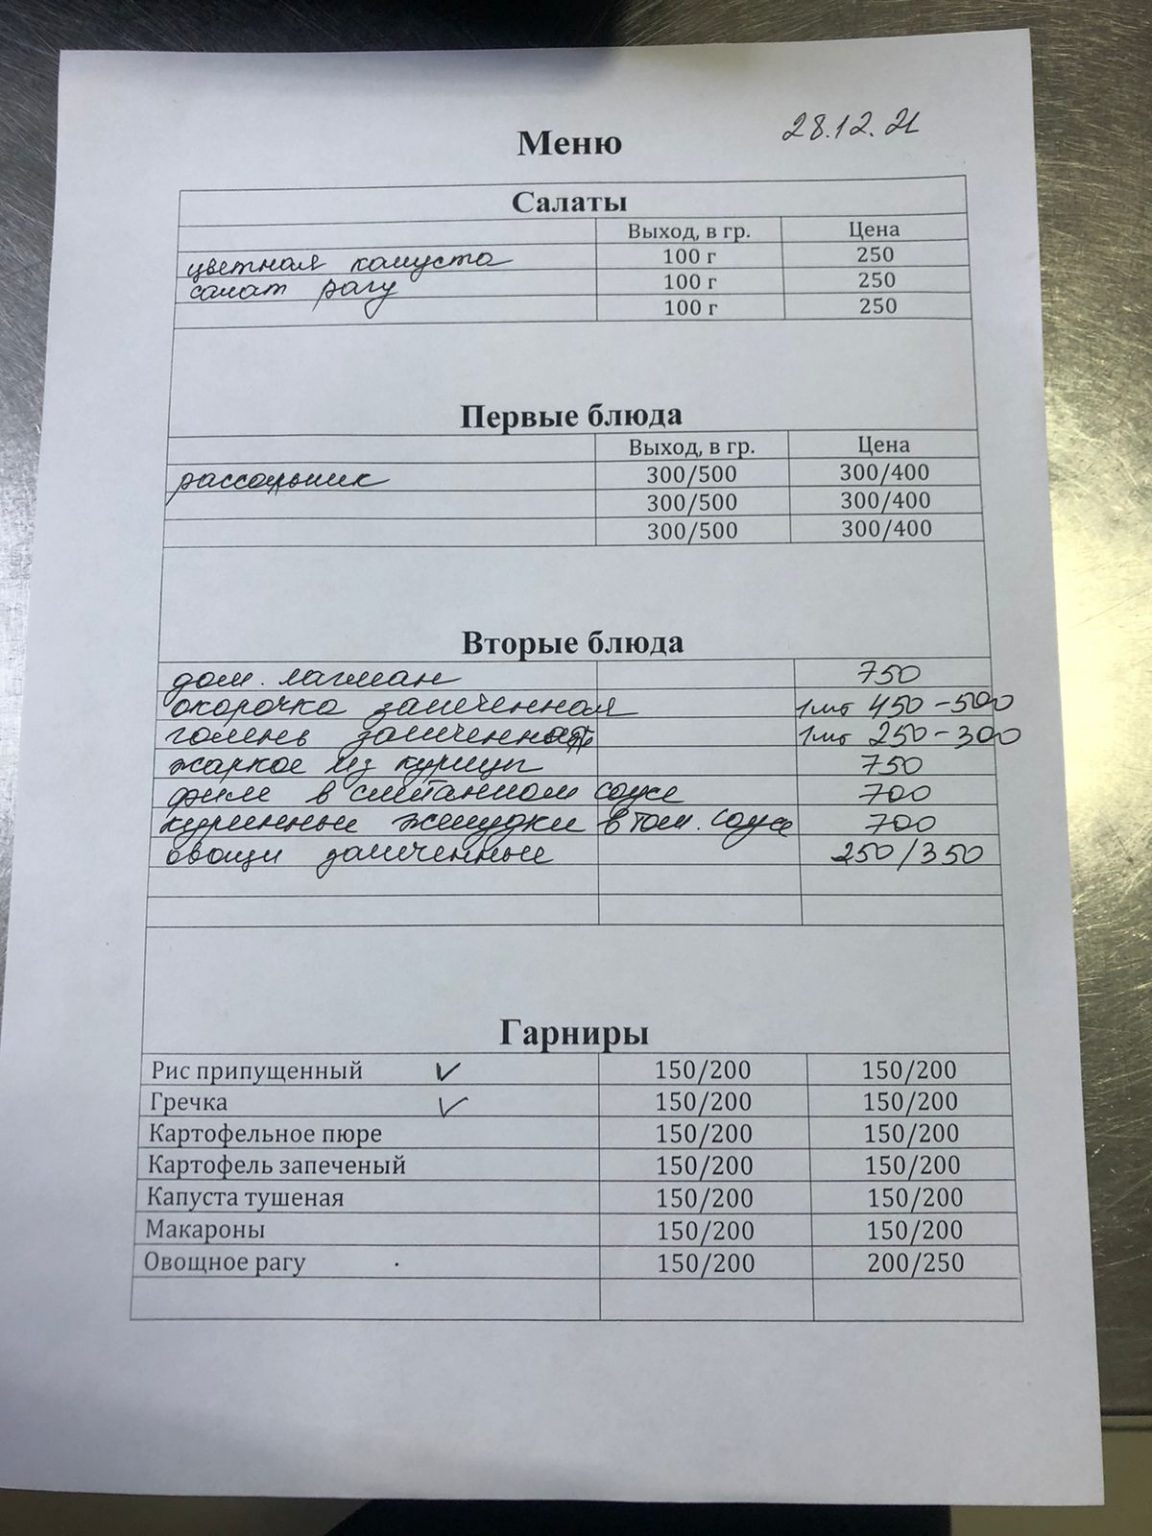 Меню 28.12.21
Салаты
Выход, в гр. Цена
цветная капуста 100 г 250
салат рагу 100 г 250
100 г 250
Первые блюда
Выход, в гр. Цена
рассольник 300/500 300/400
300/500 300/400
300/500 300/400
Вторые блюда
дом. лагман 750
окорочка запеченная 1шт 450-500
голень запеченная 1шт 250-300
жаркое из курицы 750
филе в сметанном соусе 700
куринные желудки в том. соусе 700
овощи запеченные 250/350
Гарниры
Рис припущенный ✓ 150/200 150/200
Гречка ✓ 150/200 150/200
Картофельное пюре 150/200 150/200
Картофель запеченый 150/200 150/200
Капуста тушеная 150/200 150/200
Макароны 150/200 150/200
Овощное рагу 150/200 200/250